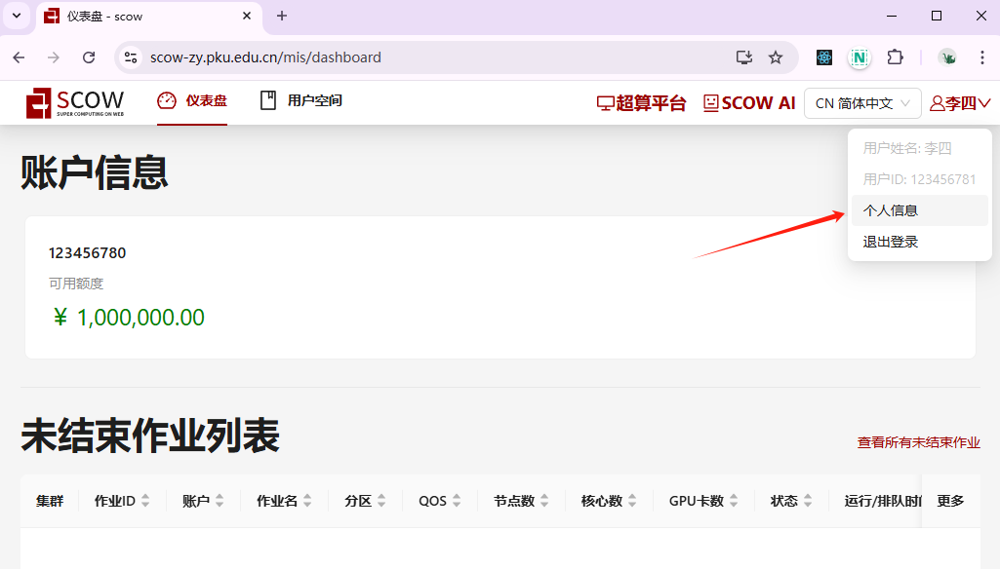 仪表盘 - scow
scow-zy.pku.edu.cn/mis/dashboard
N
SCOW
SUPER COMPUTING ON WEB
仪表盘
用户空间
超算平台
SCOW AI
CN 简体中文
李四
用户姓名: 李四
用户ID: 123456781
个人信息
退出登录
账户信息
123456780
可用额度
¥ 1,000,000.00
未结束作业列表
查看所有未结束作业
集群 作业ID 账户 作业名 分区 QOS 节点数 核心数 GPU卡数 状态 运行/排队时 更多